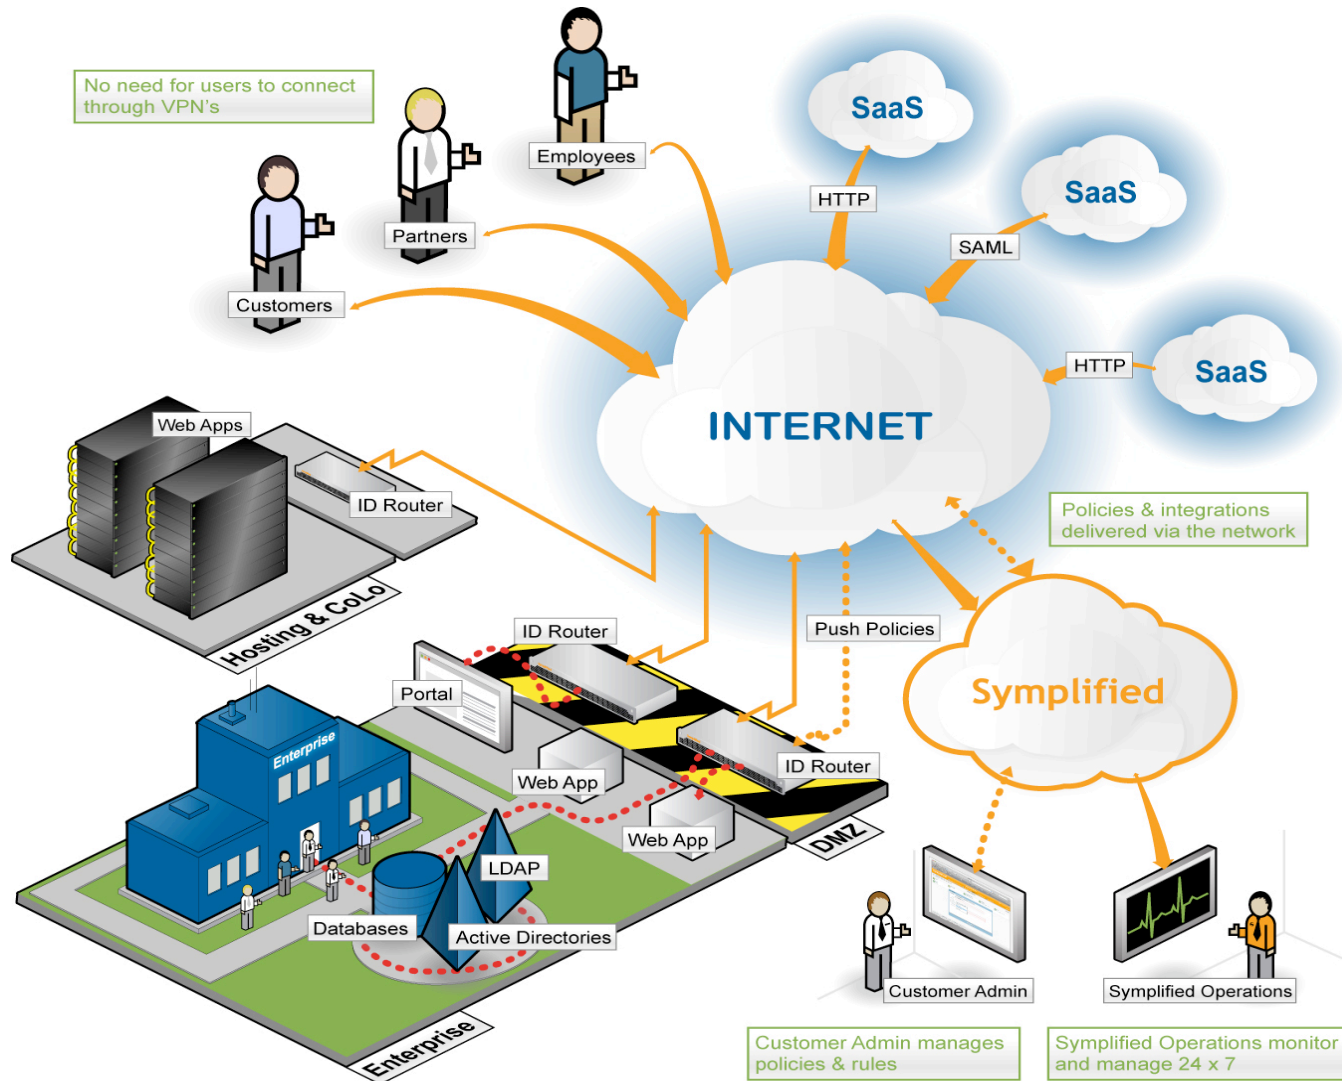 No need for users to connect
through VPN's
Employees
Partners
Customers
SaaS
HTTP
SaaS
SAML
SaaS
HTTP
INTERNET
Web Apps
ID Router
Hosting & CoLo
Policies & integrations
delivered via the network
Push Policies
Symplified
ID Router
Portal
Web App
ID Router
Web App
DMZ
Enterprise
LDAP
Databases
Active Directories
Enterprise
Customer Admin
Symplified Operations
Customer Admin manages
policies & rules
Symplified Operations monitor
and manage 24 x 7